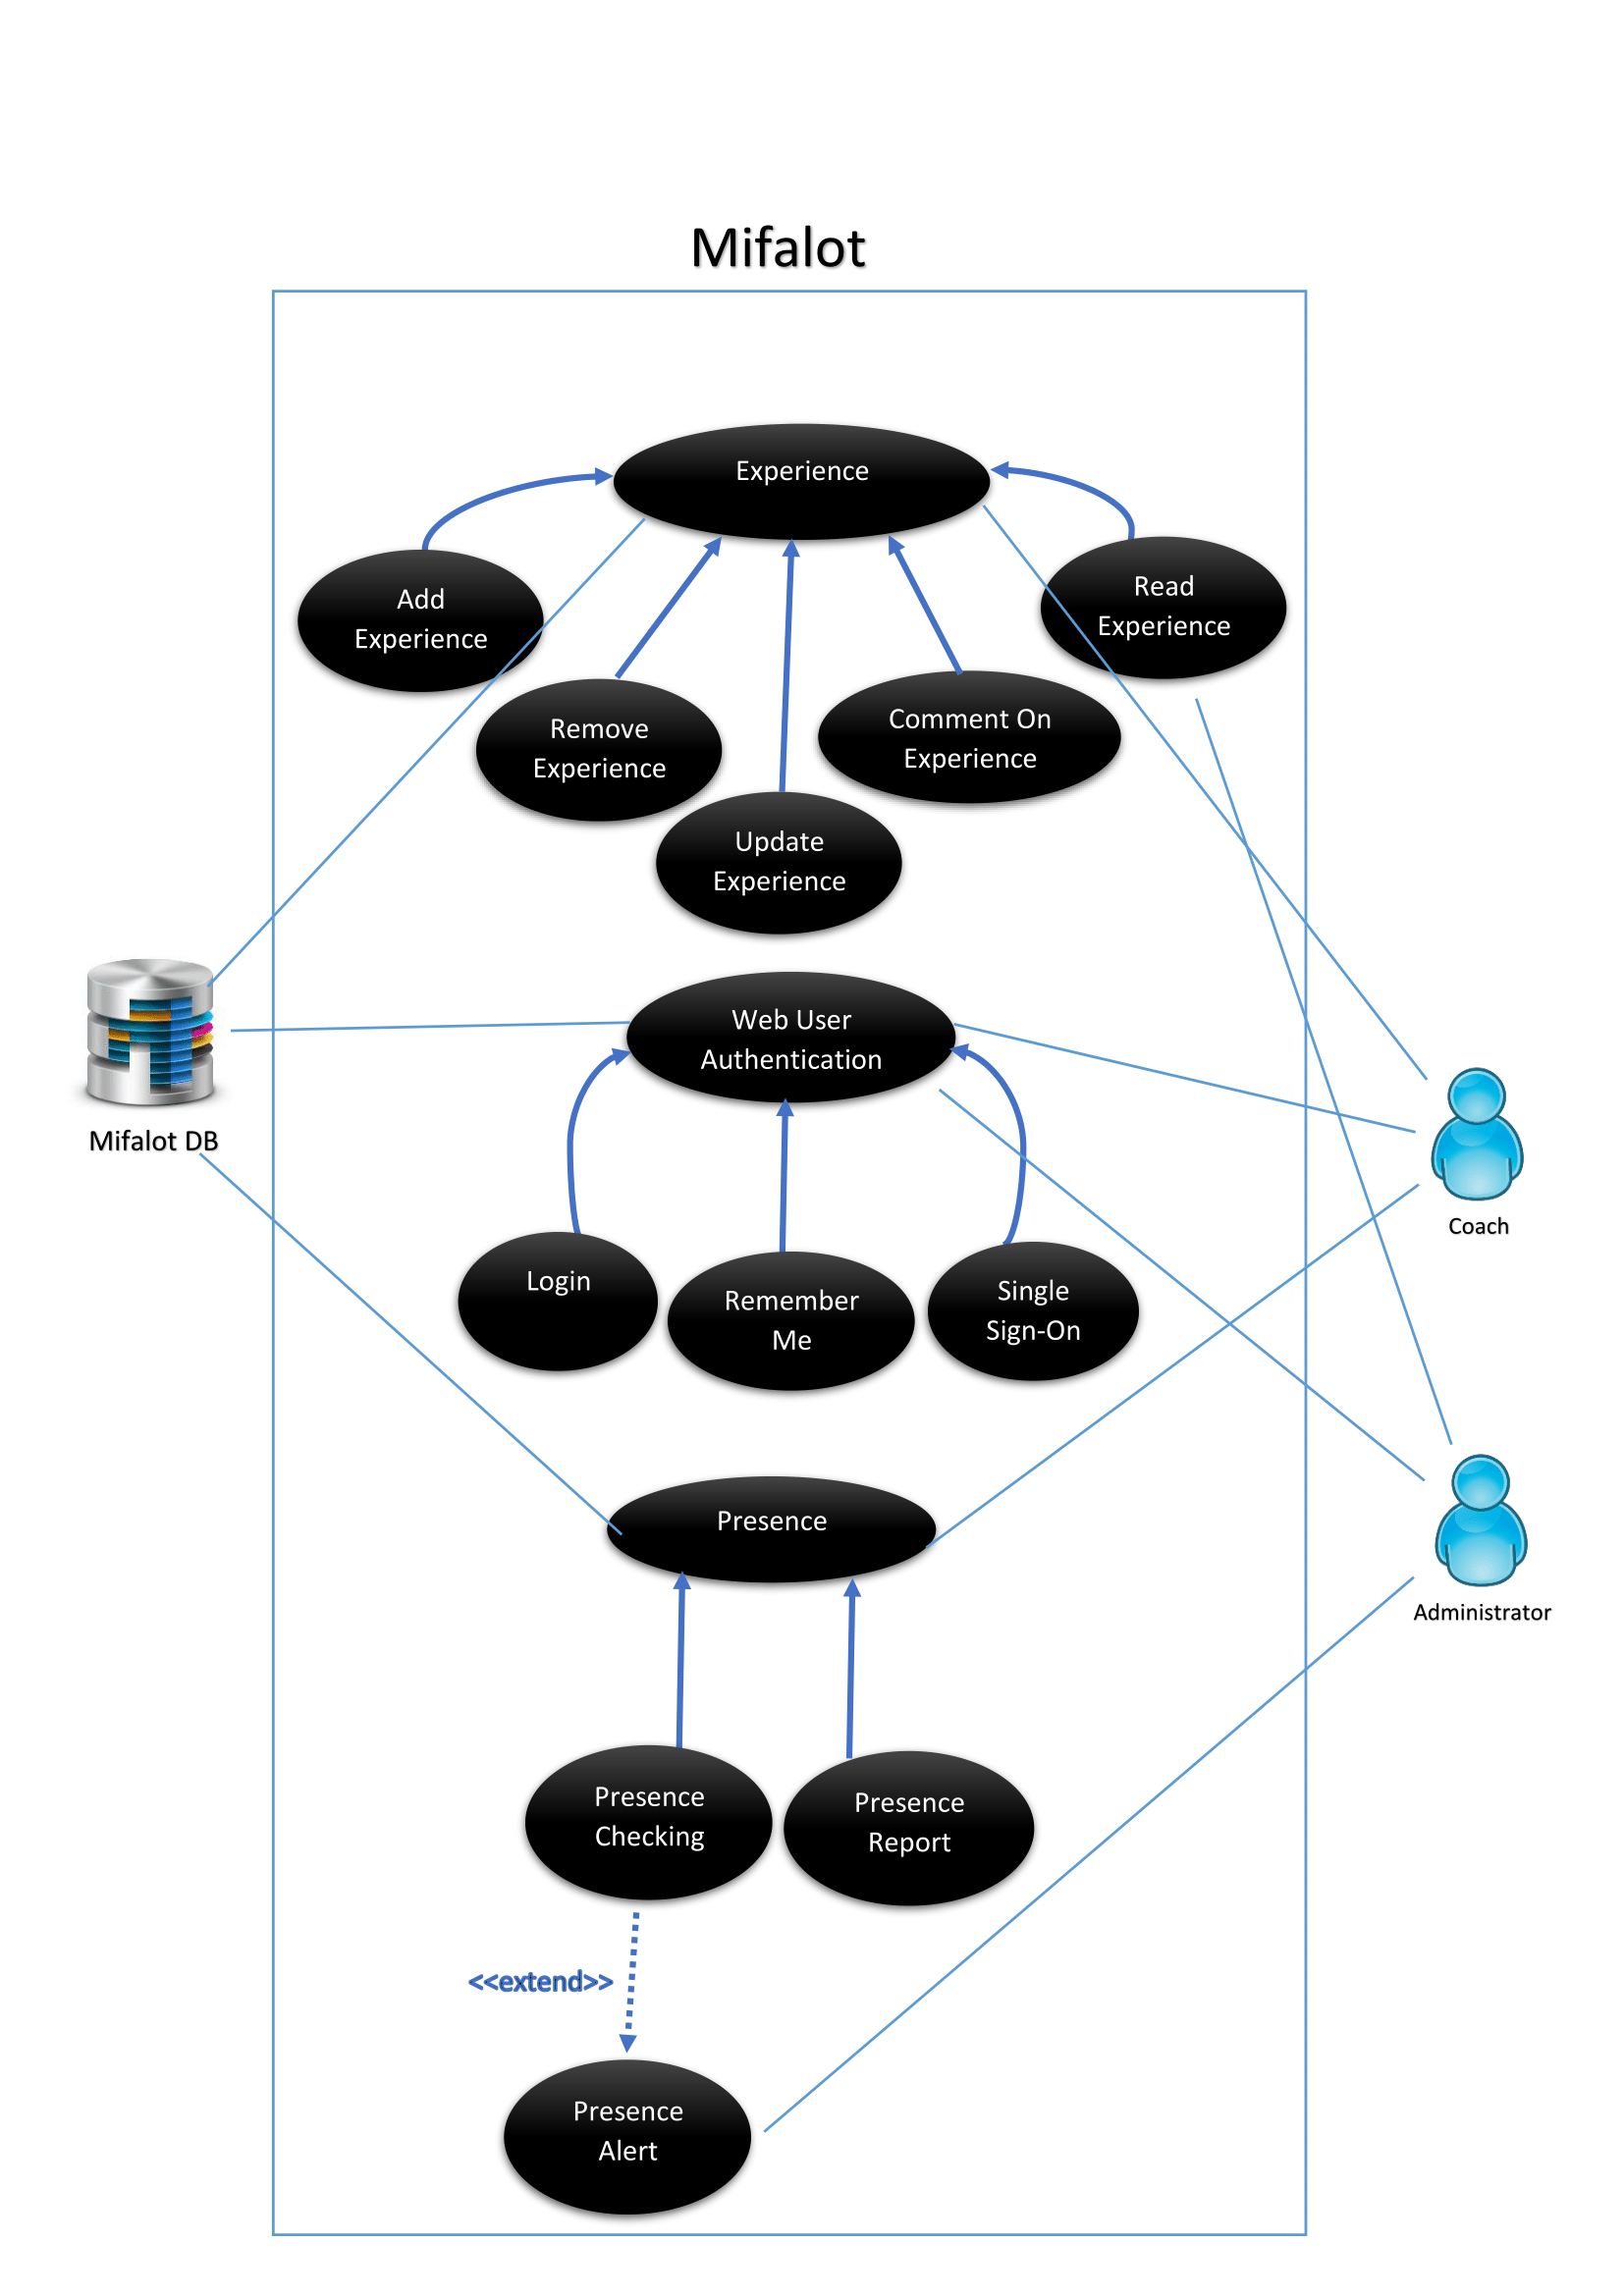 Mifalot
Experience
Add
Experience
Read
Experience
Remove
Experience
Comment On
Experience
Update
Experience
Web User
Authentication
Mifalot DB
Coach
Login
Remember
Me
Single
Sign-On
Presence
Administrator
Presence
Checking
Presence
Report
<<extend>>
Presence
Alert